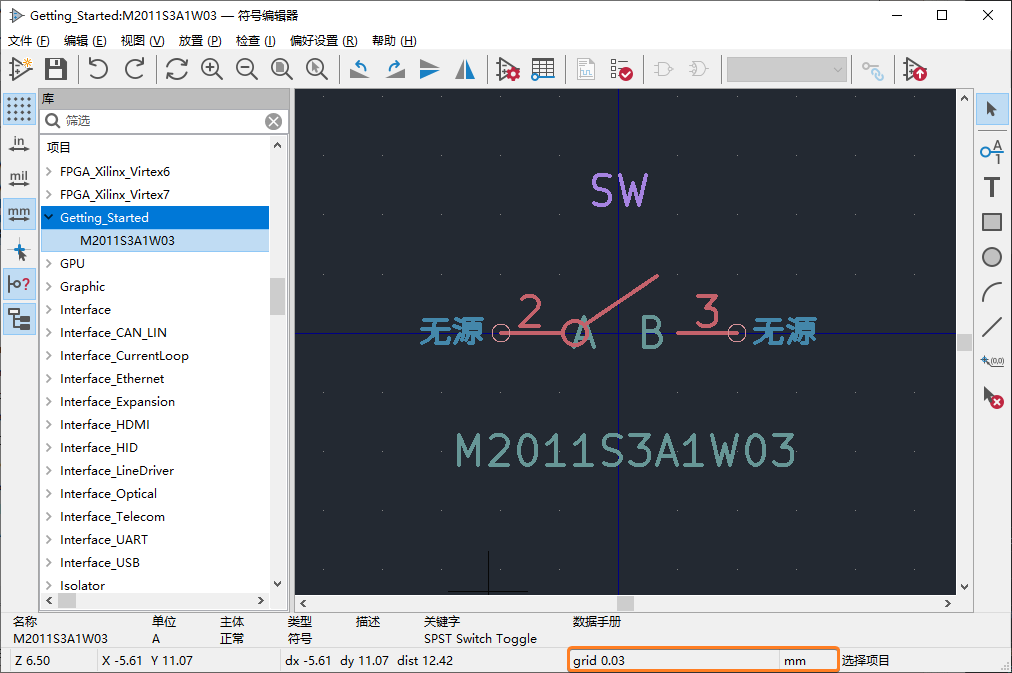 Getting_Started:M2011S3A1W03 — 符号编辑器
文件 (F) 编辑 (E) 视图 (V) 放置 (P) 检查 (I) 偏好设置 (R) 帮助 (H)
库
筛选
项目
FPGA_Xilinx_Virtex6
FPGA_Xilinx_Virtex7
Getting_Started
M2011S3A1W03
GPU
Graphic
Interface
Interface_CAN_LIN
Interface_CurrentLoop
Interface_Ethernet
Interface_Expansion
Interface_HDMI
Interface_HID
Interface_LineDriver
Interface_Optical
Interface_Telecom
Interface_UART
Interface_USB
Isolator
in
mil
mm
?
SW
2 3
无源 A B 无源
M2011S3A1W03
A
1
T
(0,0)
名称 单位 主体 类型 描述 关键字 数据手册
M2011S3A1W03 A 正常 符号 SPST Switch Toggle
Z 6.50 X -5.61 Y 11.07 dx -5.61 dy 11.07 dist 12.42 grid 0.03 mm 选择项目